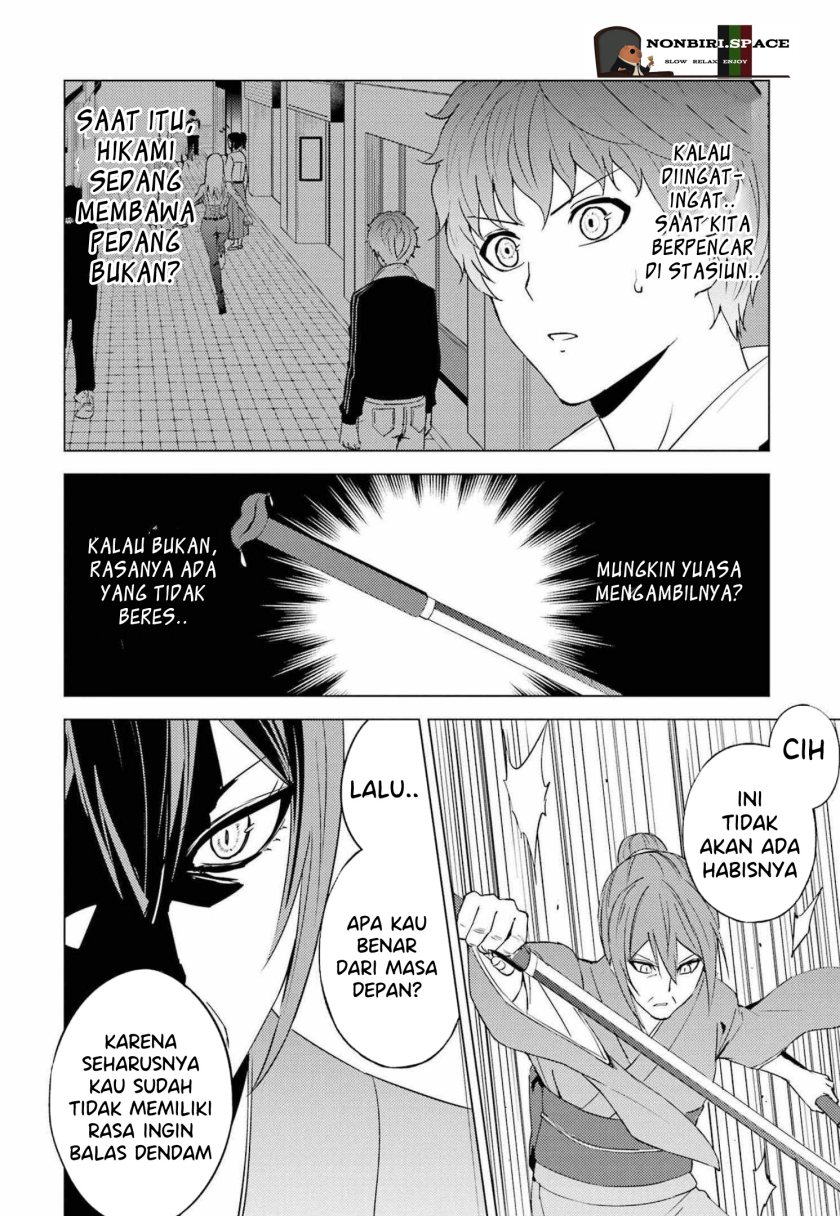 NONBIRI.SPACE
SLOW RELAX ENJOY
KALAU
DIINGAT-
INGAT..
SAAT KITA
BERPENCAR
DI STASIUN..
SAAT ITU,
HIKAMI
SEDANG
MEMBAWA
PEDANG
BUKAN?
MUNGKIN YUASA
MENGAMBILNYA?
KALAU BUKAN,
RASANYA ADA
YANG TIDAK
BERES..
CIH
INI
TIDAK
AKAN ADA
HABISNYA
LALU..
APA KAU
BENAR
DARI MASA
DEPAN?
KARENA
SEHARUSNYA
KAU SUDAH
TIDAK MEMILIKI
RASA INGIN
BALAS DENDAM